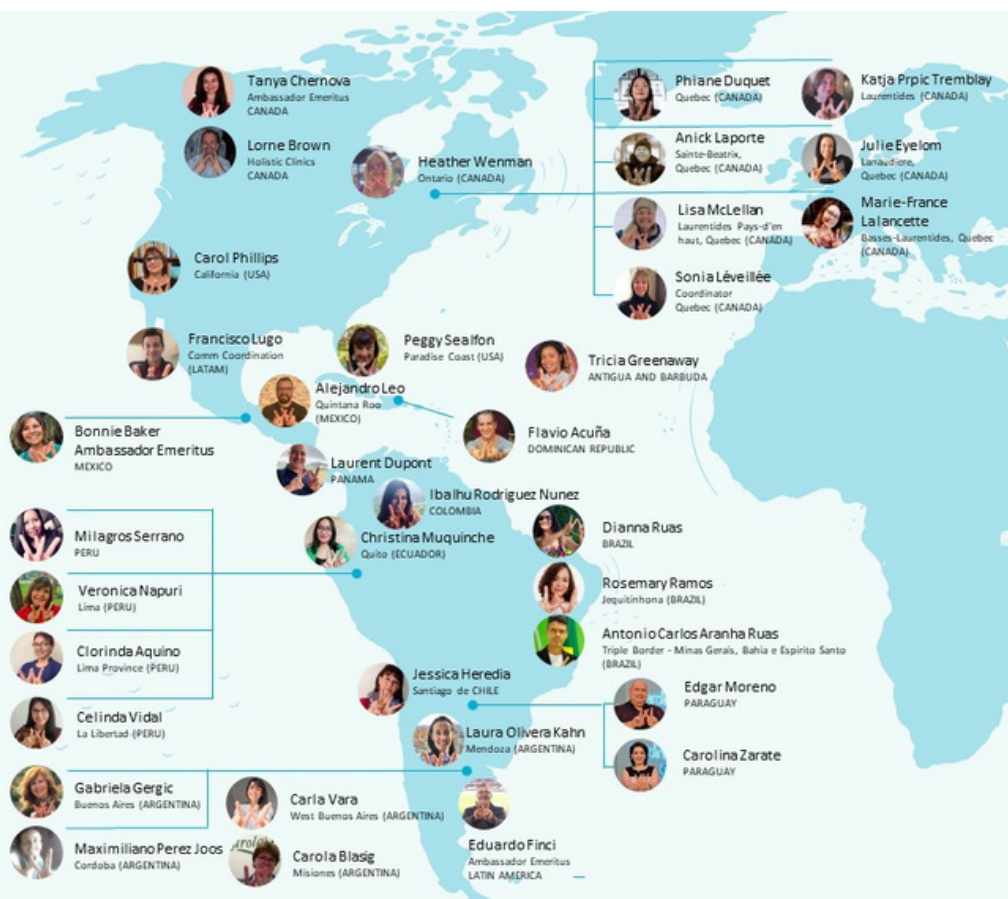 Tanya Chernova
Ambassador Emeritus
CANADA
Lorne Brown
Holistic Clinics
CANADA
Heather Wenman
Ontario (CANADA)
Phiane Duquet
Quebec (CANADA)
Katja Prpic Tremblay
Laurentides (CANADA)
Anick Laporte
Sainte-Beatrix,
Quebec (CANADA)
Julie Eyelom
Lanaudiere,
Quebec (CANADA)
Lisa McLellan
Laurentides Pays-d'en
haut, Quebec (CANADA)
Marie-France
Lalancette
Basses-Laurentides, Quebec
(CANADA)
Sonia Léveillée
Coordinator
Quebec (CANADA)
Carol Phillips
California (USA)
Francisco Lugo
Comm Coordination
(LATAM)
Peggy Sealfon
Paradise Coast (USA)
Tricia Greenaway
ANTIGUA AND BARBUDA
Alejandro Leo
Quintana Roo
(MEXICO)
Bonnie Baker
Ambassador Emeritus
MEXICO
Flavio Acuña
DOMINICAN REPUBLIC
Laurent Dupont
PANAMA
Ibalhu Rodriguez Nunez
COLOMBIA
Milagros Serrano
PERU
Christina Muquinche
Quito (ECUADOR)
Dianna Ruas
BRAZIL
Veronica Napuri
Lima (PERU)
Rosemary Ramos
Jequitinhona (BRAZIL)
Clorinda Aquino
Lima Province (PERU)
Antonio Carlos Aranha Ruas
Triple Border - Minas Gerais, Bahia e Espirito Santo
(BRAZIL)
Jessica Heredia
Santiago de CHILE
Edgar Moreno
PARAGUAY
Celinda Vidal
La Libertad (PERU)
Laura Olivera Kahn
Mendoza (ARGENTINA)
Carolina Zarate
PARAGUAY
Gabriela Gergic
Buenos Aires (ARGENTINA)
Carla Vara
West Buenos Aires (ARGENTINA)
Maximiliano Perez Joos
Cordoba (ARGENTINA)
Carola Blasig
Misiones (ARGENTINA)
Eduardo Finci
Ambassador Emeritus
LATIN AMERICA